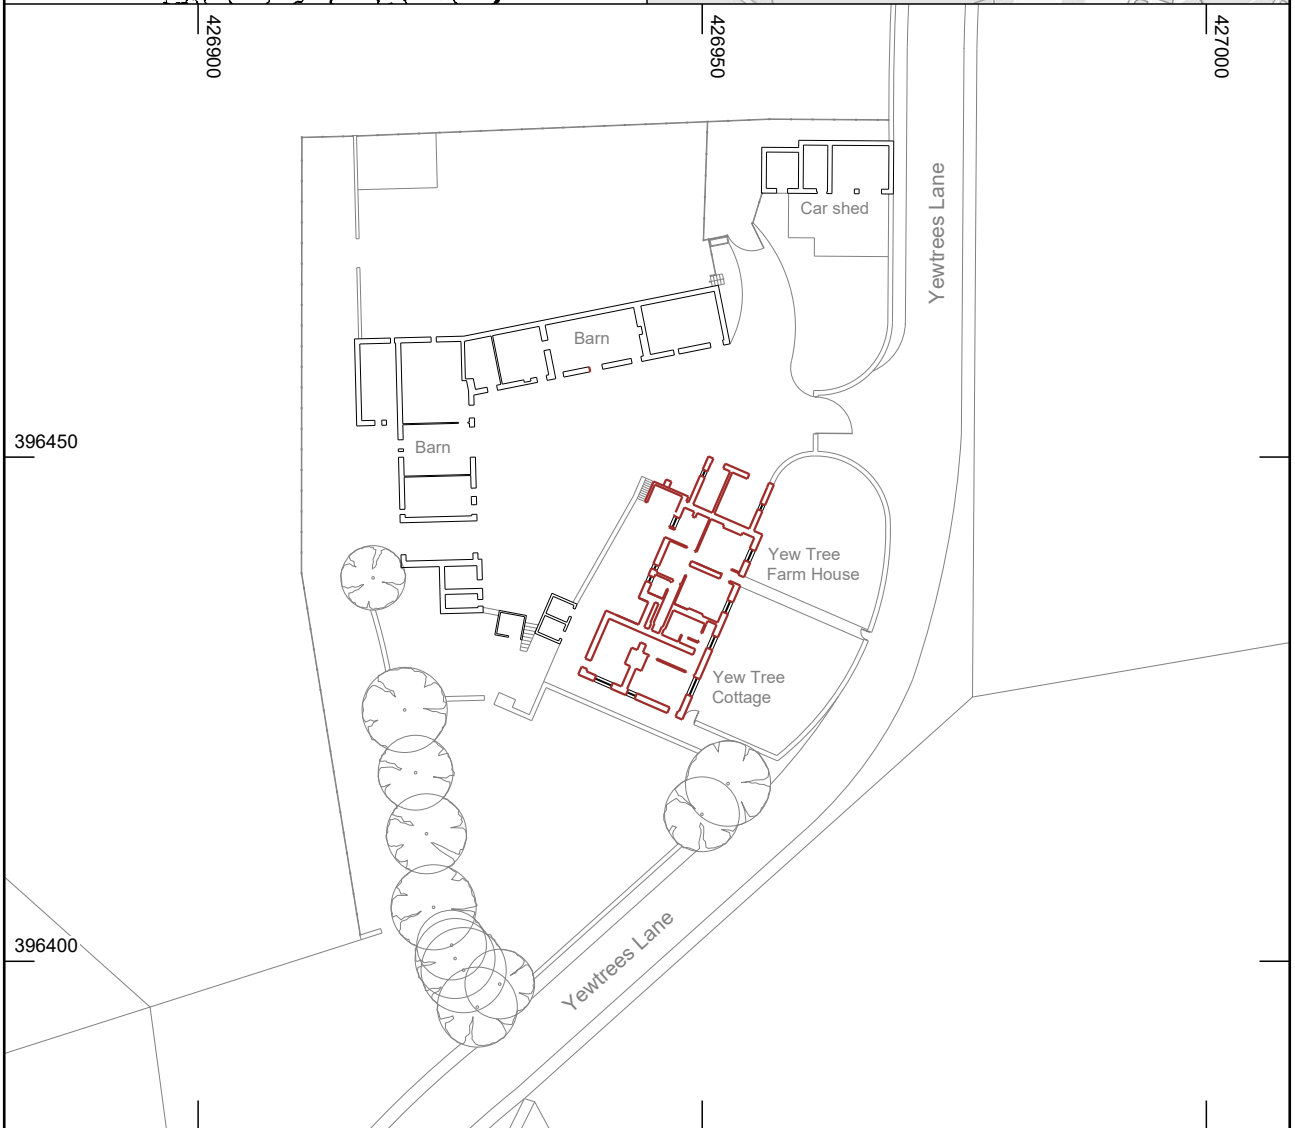 426900
426950
427000
Yewtrees Lane
Car shed
Barn
396450
Barn
Yew Tree
Farm House
Yew Tree
Cottage
396400
Yewtrees Lane